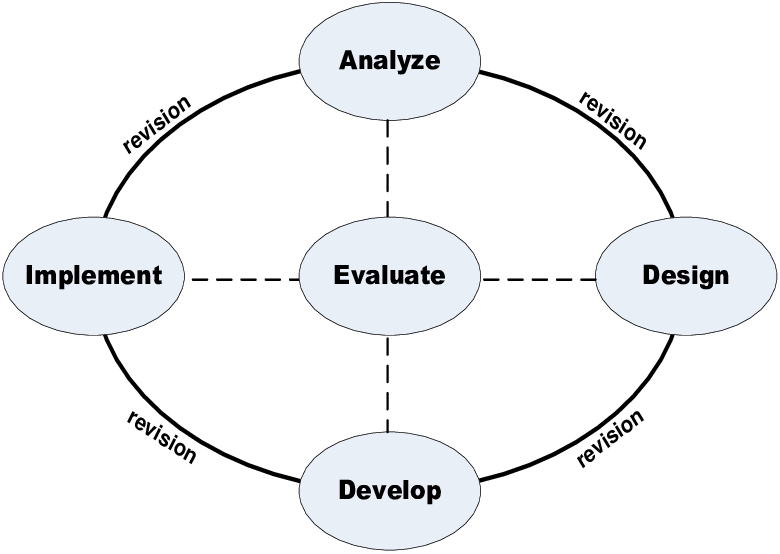 Analyze
revision
revision
Implement
Evaluate
Design
revision
revision
Develop